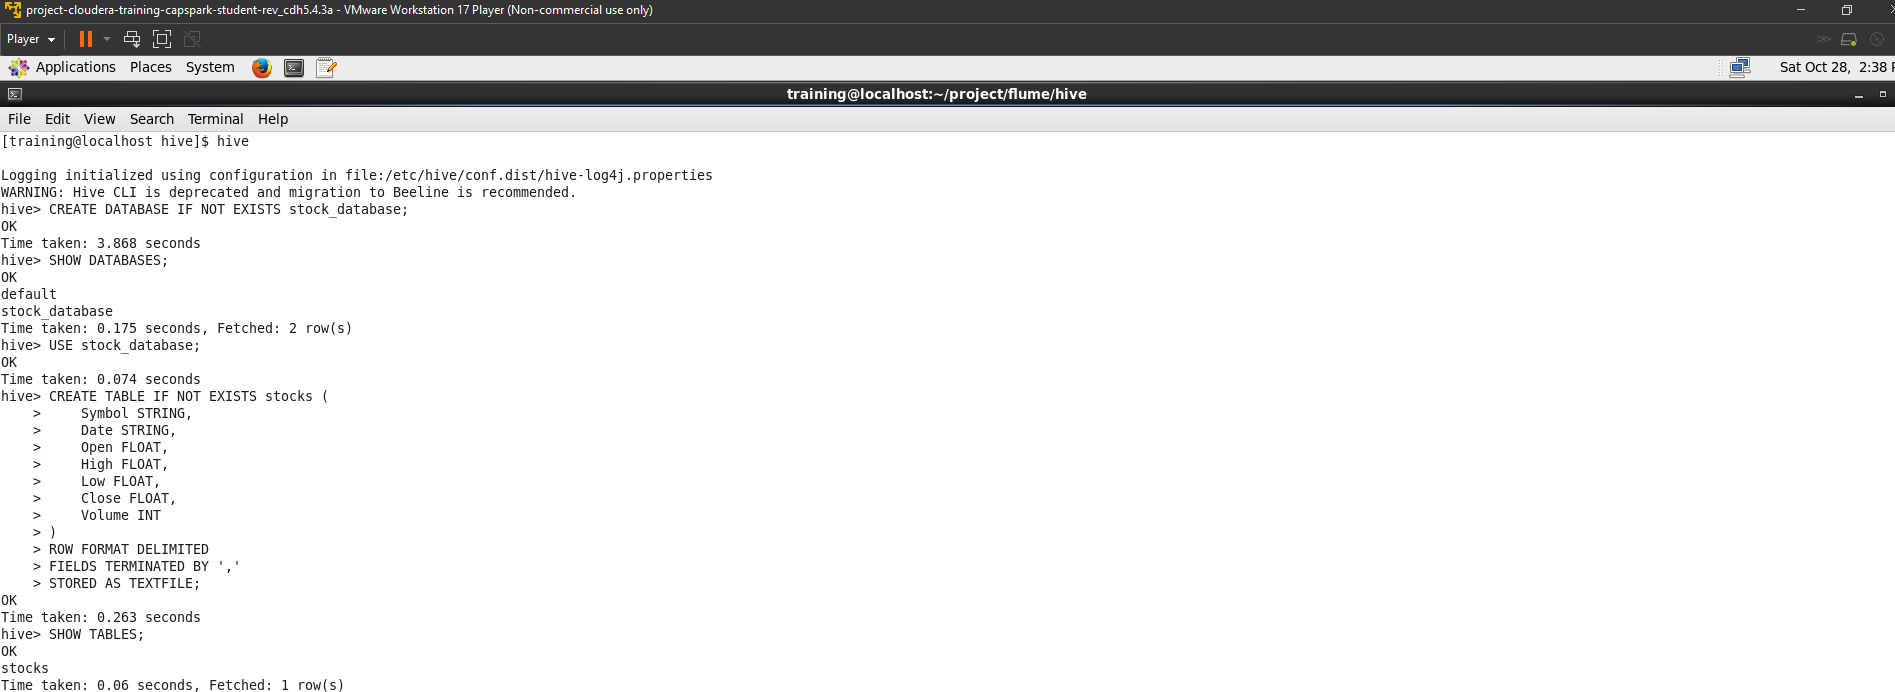 project-cloudera-training-capspark-student-rev_cdh5.4.3a - VMware Workstation 17 Player (Non-commercial use only)
Player
Applications Places System Sat Oct 28, 2:38
training@localhost:~/project/flume/hive
File Edit View Search Terminal Help
[training@localhost hive]$ hive
Logging initialized using configuration in file:/etc/hive/conf.dist/hive-log4j.properties
WARNING: Hive CLI is deprecated and migration to Beeline is recommended.
hive> CREATE DATABASE IF NOT EXISTS stock_database;
OK
Time taken: 3.868 seconds
hive> SHOW DATABASES;
OK
default
stock_database
Time taken: 0.175 seconds, Fetched: 2 row(s)
hive> USE stock_database;
OK
Time taken: 0.074 seconds
hive> CREATE TABLE IF NOT EXISTS stocks (
    >     Symbol STRING,
    >     Date STRING,
    >     Open FLOAT,
    >     High FLOAT,
    >     Low FLOAT,
    >     Close FLOAT,
    >     Volume INT
    > )
    > ROW FORMAT DELIMITED
    > FIELDS TERMINATED BY ','
    > STORED AS TEXTFILE;
OK
Time taken: 0.263 seconds
hive> SHOW TABLES;
OK
stocks
Time taken: 0.06 seconds, Fetched: 1 row(s)